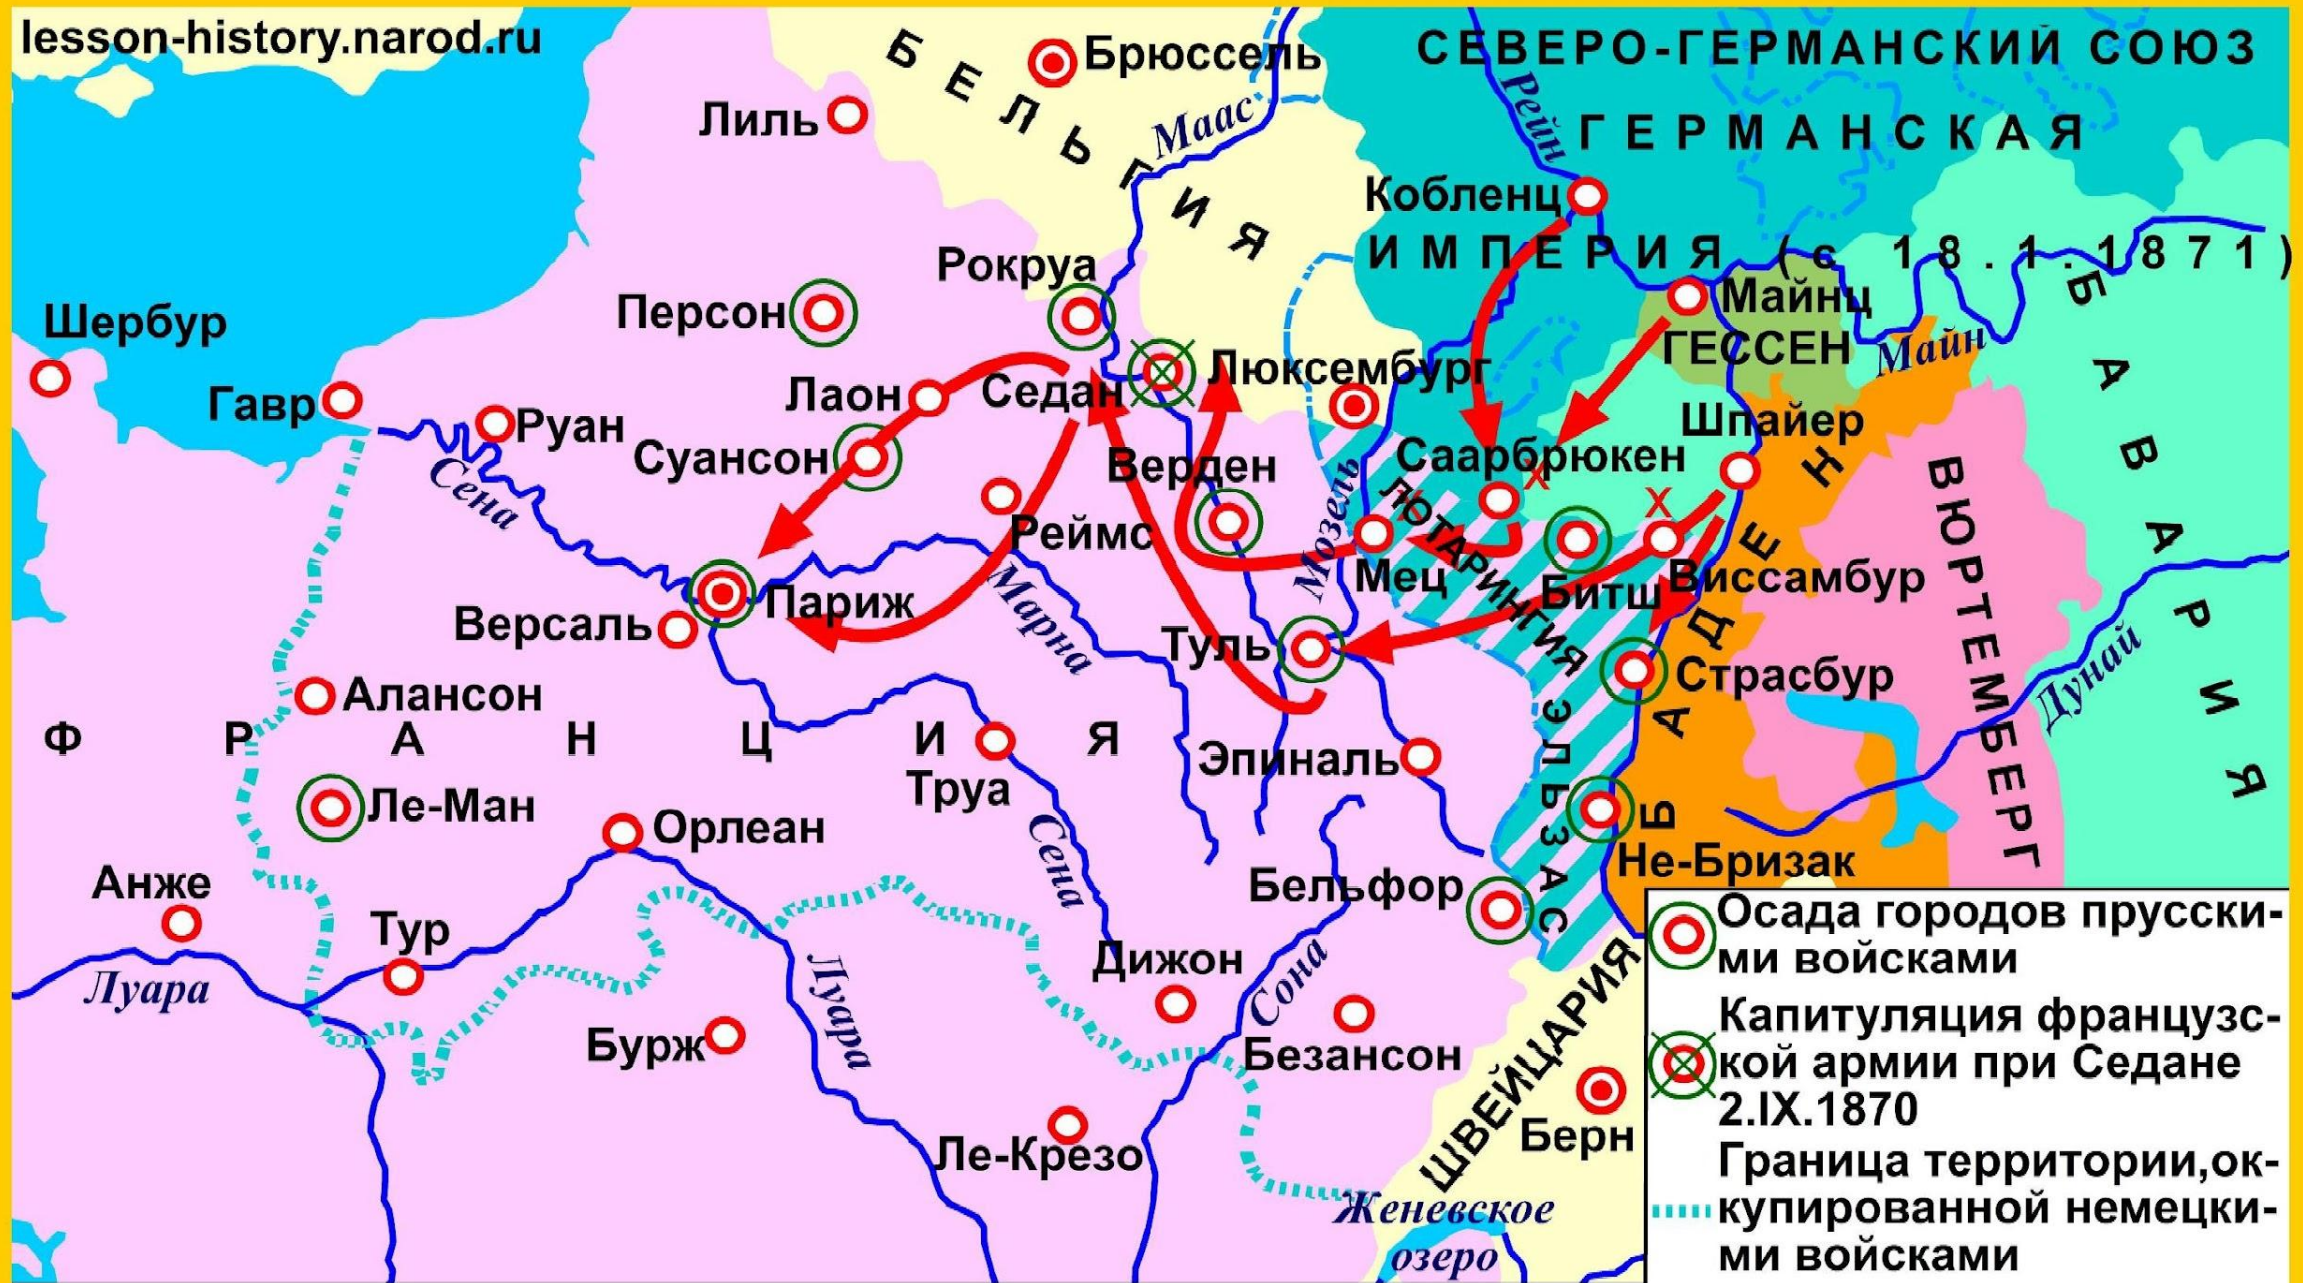 lesson-history.narod.ru
БЕЛЬГИЯ
Брюссель
СЕВЕРО-ГЕРМАНСКИЙ СОЮЗ
Лиль
Маас
Рейн
ГЕРМАНСКАЯ
Кобленц
ИМПЕРИЯ (с 18.1.1871)
Рокруа
Персон
Майнц
Шербур
ГЕССЕН
Майн
БАВАРИЯ
Люксембург
Лаон
Седан
Гавр
Руан
Шпайер
Суансон
Верден
Саарбрюкен
Сена
Мозель
ЛОТАРИНГИЯ
Реймс
ВЮРТЕМБЕРГ
БАДЕН
Мец
Битш
Виссамбур
Париж
Марна
Версаль
Туль
Страсбур
Дунай
Алансон
ФРАНЦИЯ
Эпиналь
ЭЛЬЗАС
Труа
Ле-Ман
Орлеан
Сена
Не-Бризак
Анже
Бельфор
Тур
Дижон
Луара
Луара
Сона
ШВЕЙЦАРИЯ
Бурж
Безансон
Берн
Ле-Крезо
Женевское
озеро
Осада городов прусски-
ми войсками
Капитуляция французс-
кой армии при Седане
2.IX.1870
Граница территории,ок-
купированной немецки-
ми войсками